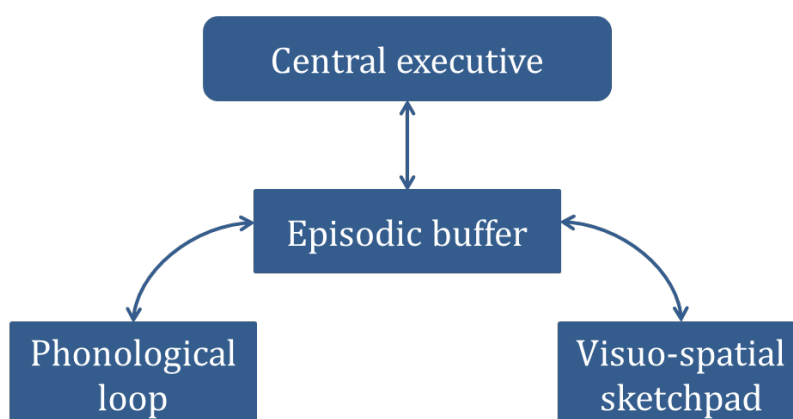 Central executive
Episodic buffer
Phonological
loop
Visuo-spatial
sketchpad